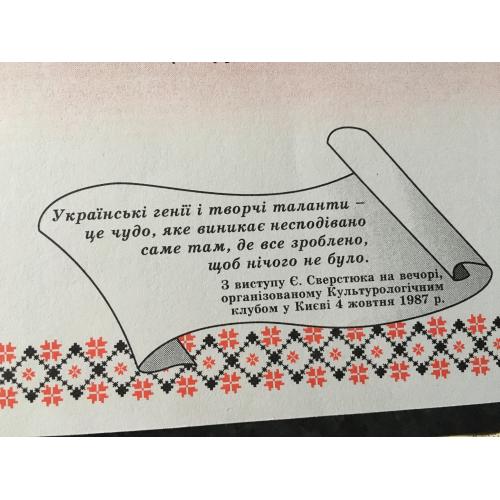 Українські генії і творчі таланти –
це чудо, яке виникає несподівано
саме там, де все зроблено,
щоб нічого не було.
З виступу Є. Сверстюка на вечорі,
організованому Культурологічним
клубом у Києві 4 жовтня 1987 р.